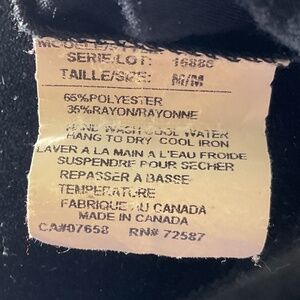 SERIE/LOT: 16886
TAILLE/SIZE: M/M
65%POLYESTER
35%RAYON/RAYONNE
HAND WASH COOL WATER
HANG TO DRY COOL IRON
LAVER A LA MAIN A L'EAU FROIDE
SUSPENDRE POUR SECHER
REPASSER A BASSE
TEMPERATURE
FABRIQUE AU CANADA
MADE IN CANADA
CA#07658 RN# 72587